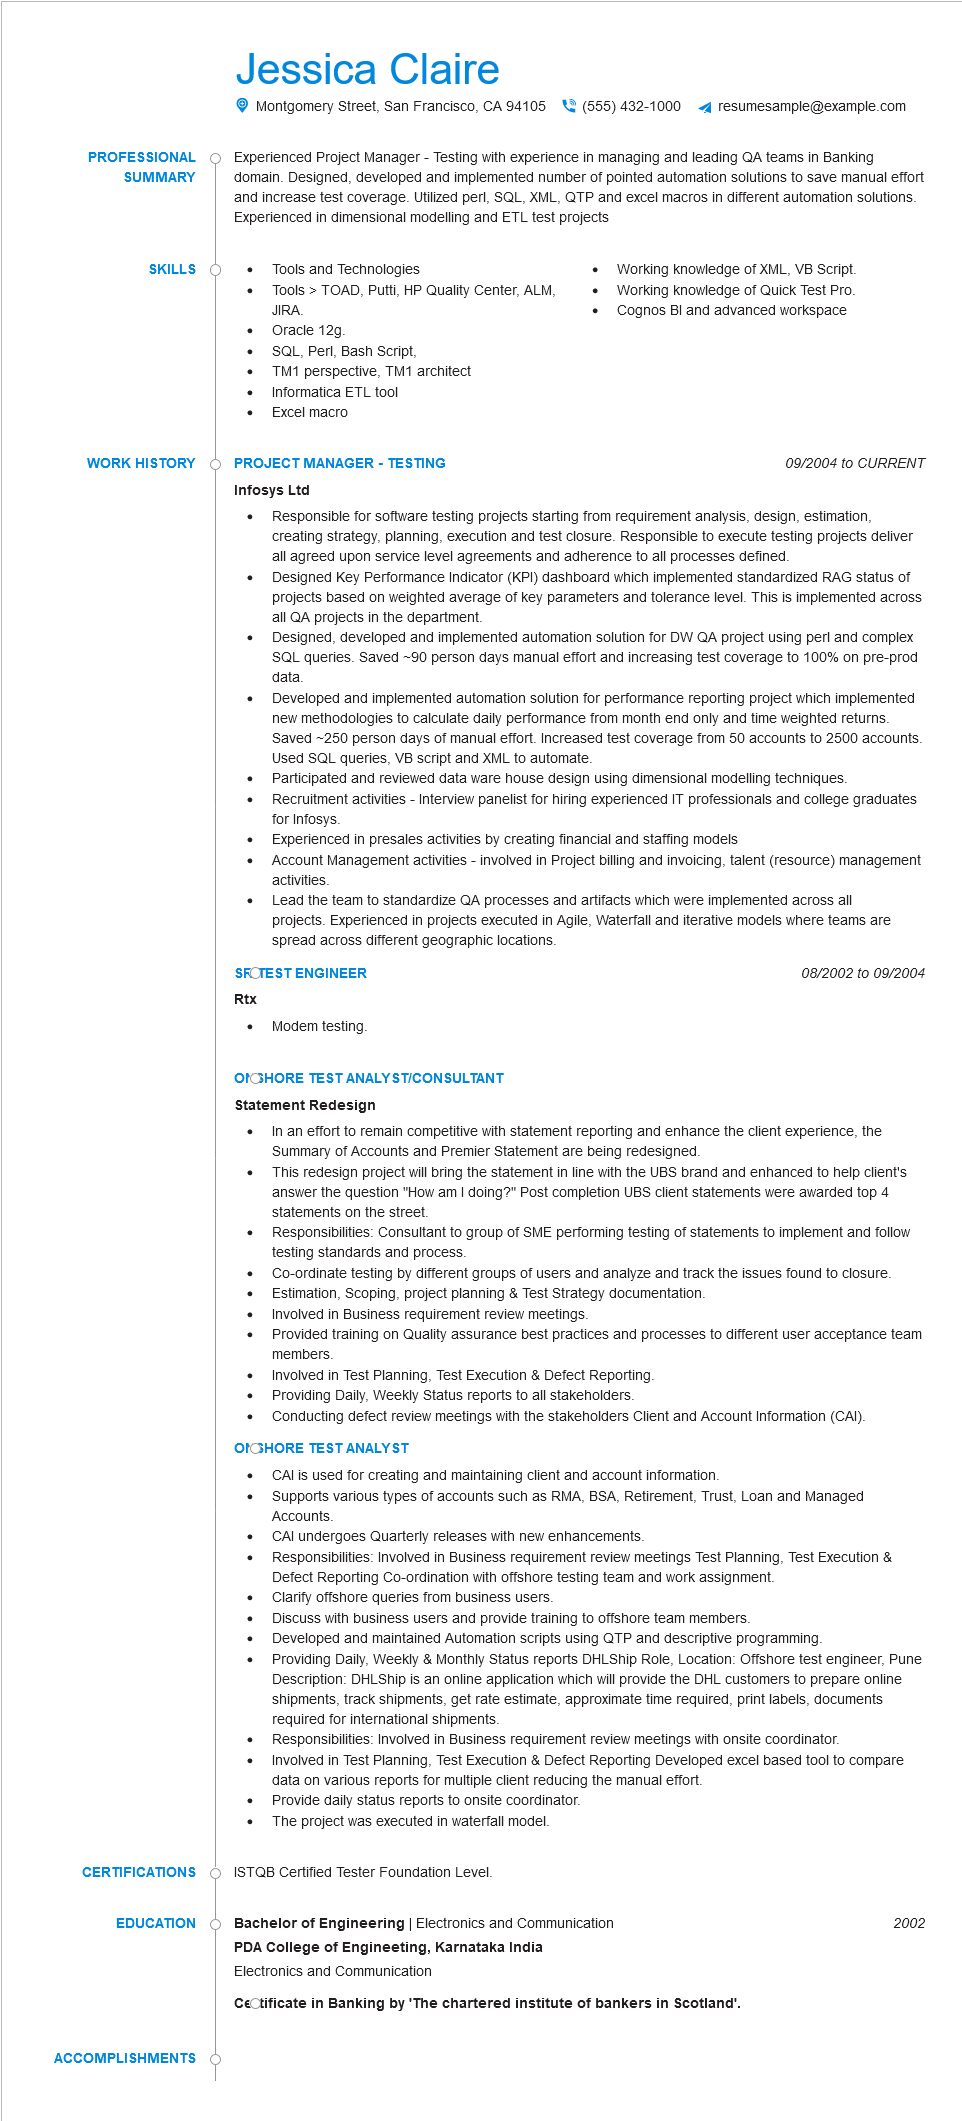 Jessica Claire
Montgomery Street, San Francisco, CA 94105 (555) 432-1000 resumesample@example.com
PROFESSIONAL SUMMARY
Experienced Project Manager - Testing with experience in managing and leading QA teams in Banking
domain. Designed, developed and implemented number of pointed automation solutions to save manual effort
and increase test coverage. Utilized perl, SQL, XML, QTP and excel macros in different automation solutions.
Experienced in dimensional modelling and ETL test projects
SKILLS
• Tools and Technologies
• Tools > TOAD, Putti, HP Quality Center, ALM,
JIRA.
• Oracle 12g.
• SQL, Perl, Bash Script,
• TM1 perspective, TM1 architect
• Informatica ETL tool
• Excel macro
• Working knowledge of XML, VB Script.
• Working knowledge of Quick Test Pro.
• Cognos BI and advanced workspace
WORK HISTORY
PROJECT MANAGER - TESTING 09/2004 to CURRENT
Infosys Ltd
• Responsible for software testing projects starting from requirement analysis, design, estimation,
creating strategy, planning, execution and test closure. Responsible to execute testing projects deliver
all agreed upon service level agreements and adherence to all processes defined.
• Designed Key Performance Indicator (KPI) dashboard which implemented standardized RAG status of
projects based on weighted average of key parameters and tolerance level. This is implemented across
all QA projects in the department.
• Designed, developed and implemented automation solution for DW QA project using perl and complex
SQL queries. Saved ~90 person days manual effort and increasing test coverage to 100% on pre-prod
data.
• Developed and implemented automation solution for performance reporting project which implemented
new methodologies to calculate daily performance from month end only and time weighted returns.
Saved ~250 person days of manual effort. Increased test coverage from 50 accounts to 2500 accounts.
Used SQL queries, VB script and XML to automate.
• Participated and reviewed data ware house design using dimensional modelling techniques.
• Recruitment activities - Interview panelist for hiring experienced IT professionals and college graduates
for Infosys.
• Experienced in presales activities by creating financial and staffing models
• Account Management activities - involved in Project billing and invoicing, talent (resource) management
activities.
• Lead the team to standardize QA processes and artifacts which were implemented across all
projects. Experienced in projects executed in Agile, Waterfall and iterative models where teams are
spread across different geographic locations.
SR TEST ENGINEER 08/2002 to 09/2004
Rtx
• Modem testing.
ONSHORE TEST ANALYST/CONSULTANT
Statement Redesign
• In an effort to remain competitive with statement reporting and enhance the client experience, the
Summary of Accounts and Premier Statement are being redesigned.
• This redesign project will bring the statement in line with the UBS brand and enhanced to help client's
answer the question "How am I doing?" Post completion UBS client statements were awarded top 4
statements on the street.
• Responsibilities: Consultant to group of SME performing testing of statements to implement and follow
testing standards and process.
• Co-ordinate testing by different groups of users and analyze and track the issues found to closure.
• Estimation, Scoping, project planning & Test Strategy documentation.
• Involved in Business requirement review meetings.
• Provided training on Quality assurance best practices and processes to different user acceptance team
members.
• Involved in Test Planning, Test Execution & Defect Reporting.
• Providing Daily, Weekly Status reports to all stakeholders.
• Conducting defect review meetings with the stakeholders Client and Account Information (CAI).
ONSHORE TEST ANALYST
• CAI is used for creating and maintaining client and account information.
• Supports various types of accounts such as RMA, BSA, Retirement, Trust, Loan and Managed
Accounts.
• CAI undergoes Quarterly releases with new enhancements.
• Responsibilities: Involved in Business requirement review meetings Test Planning, Test Execution &
Defect Reporting Co-ordination with offshore testing team and work assignment.
• Clarify offshore queries from business users.
• Discuss with business users and provide training to offshore team members.
• Developed and maintained Automation scripts using QTP and descriptive programming.
• Providing Daily, Weekly & Monthly Status reports DHLShip Role, Location: Offshore test engineer, Pune
Description: DHLShip is an online application which will provide the DHL customers to prepare online
shipments, track shipments, get rate estimate, approximate time required, print labels, documents
required for international shipments.
• Responsibilities: Involved in Business requirement review meetings with onsite coordinator.
• Involved in Test Planning, Test Execution & Defect Reporting Developed excel based tool to compare
data on various reports for multiple client reducing the manual effort.
• Provide daily status reports to onsite coordinator.
• The project was executed in waterfall model.
CERTIFICATIONS
ISTQB Certified Tester Foundation Level.
EDUCATION
Bachelor of Engineering | Electronics and Communication 2002
PDA College of Engineeting, Karnataka India
Electronics and Communication
Certificate in Banking by 'The chartered institute of bankers in Scotland'.
ACCOMPLISHMENTS